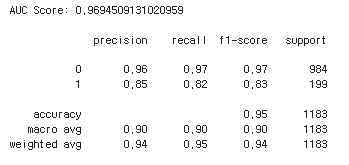 AUC Score: 0,9694509131020959
precision recall f1-score support
0 0,96 0,97 0,97 984
1 0,85 0,82 0,83 199
accuracy 0,95 1183
macro avg 0,90 0,90 0,90 1183
weighted avg 0,94 0,95 0,94 1183